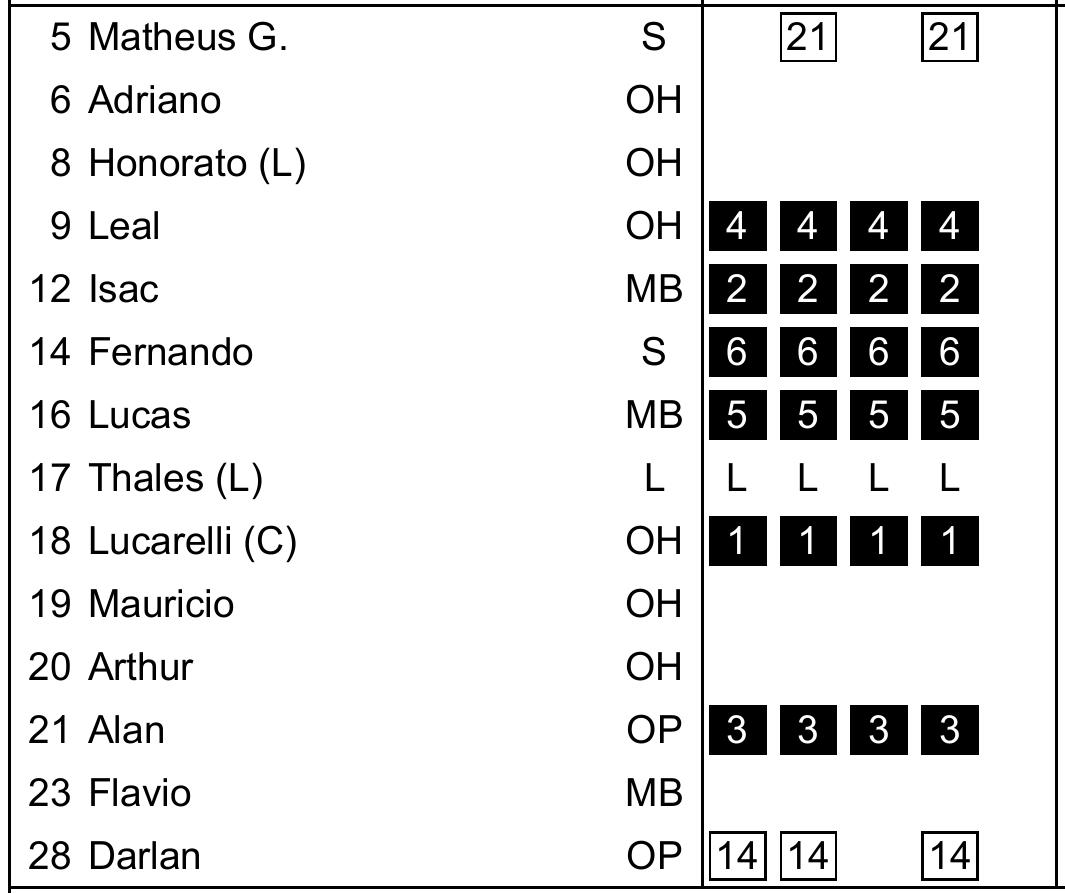 5 Matheus G. S 21 21
6 Adriano OH
8 Honorato (L) OH
9 Leal OH 4 4 4 4
12 Isac MB 2 2 2 2
14 Fernando S 6 6 6 6
16 Lucas MB 5 5 5 5
17 Thales (L) L L L L L
18 Lucarelli (C) OH 1 1 1 1
19 Mauricio OH
20 Arthur OH
21 Alan OP 3 3 3 3
23 Flavio MB
28 Darlan OP 14 14 14